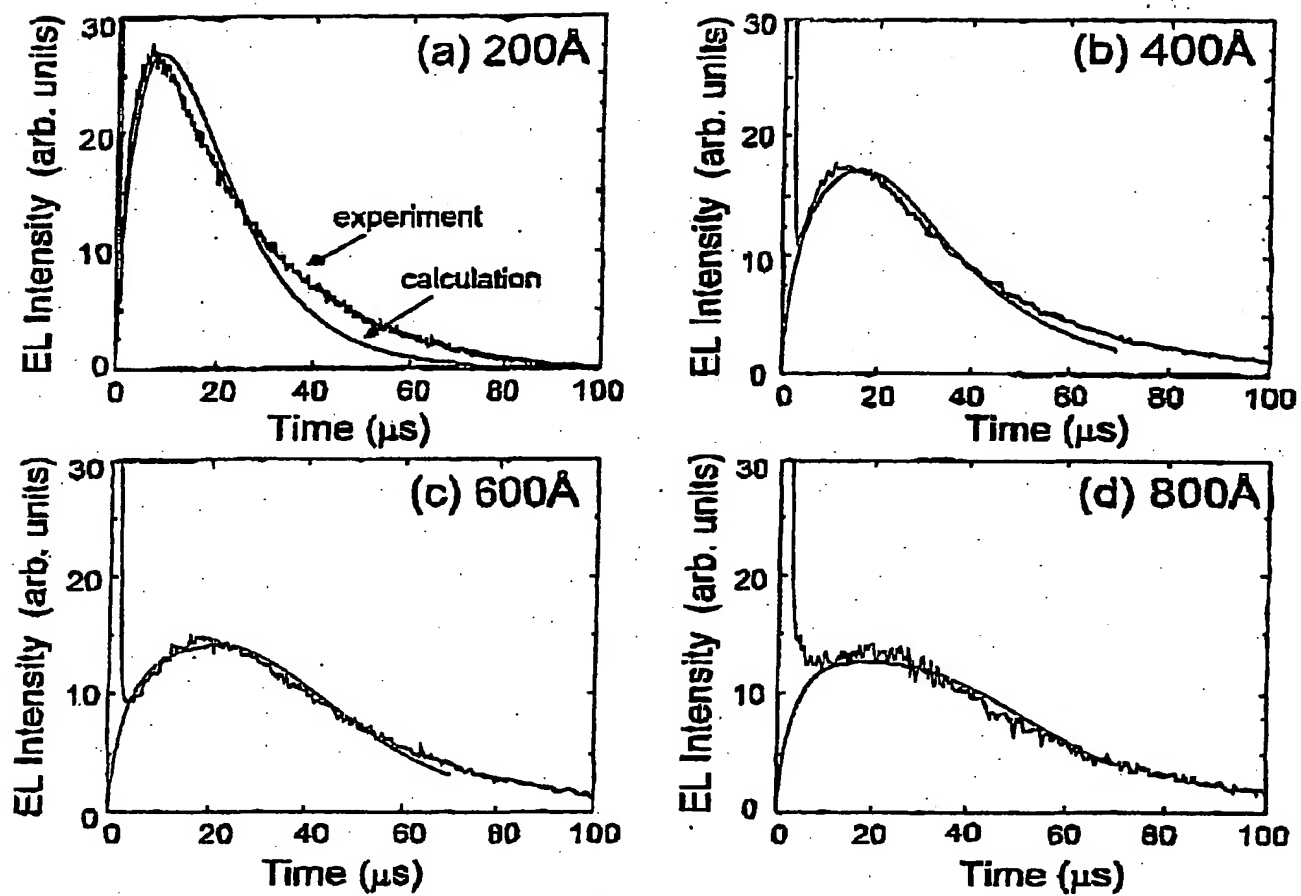 (a) 200Å
EL Intensity (arb. units)
30
20
10
0
experiment
calculation
0 20 40 60 80 100
Time (μs)
(b) 400Å
EL Intensity (arb. units)
30
20
10
0
0 20 40 60 80 100
Time (μs)
(c) 600Å
EL Intensity (arb. units)
30
20
10
0
0 20 40 60 80 100
Time (μs)
(d) 800Å
EL Intensity (arb. units)
30
20
10
0
0 20 40 60 80 100
Time (μs)